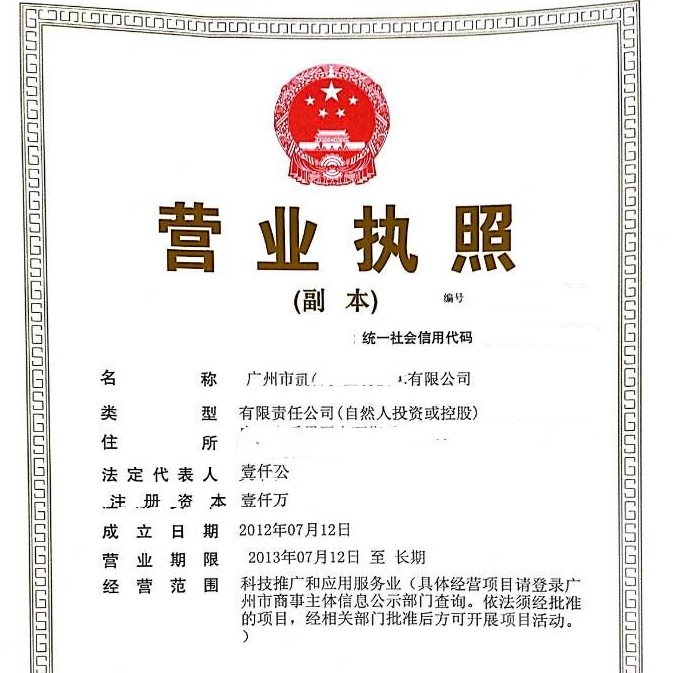 营业执照
(副 本) 编号
统一社会信用代码
名 称 广州市 有限公司
类 型 有限责任公司(自然人投资或控股)
住 所
法定代表人 壹仟公
注册资本 壹仟万
成立日期 2012年07月12日
营业期限 2013年07月12日 至 长期
经营范围 科技推广和应用服务业(具体经营项目请登录广
州市商事主体信息公示部门查询。依法须经批准
的项目，经相关部门批准后方可开展项目活动。
)